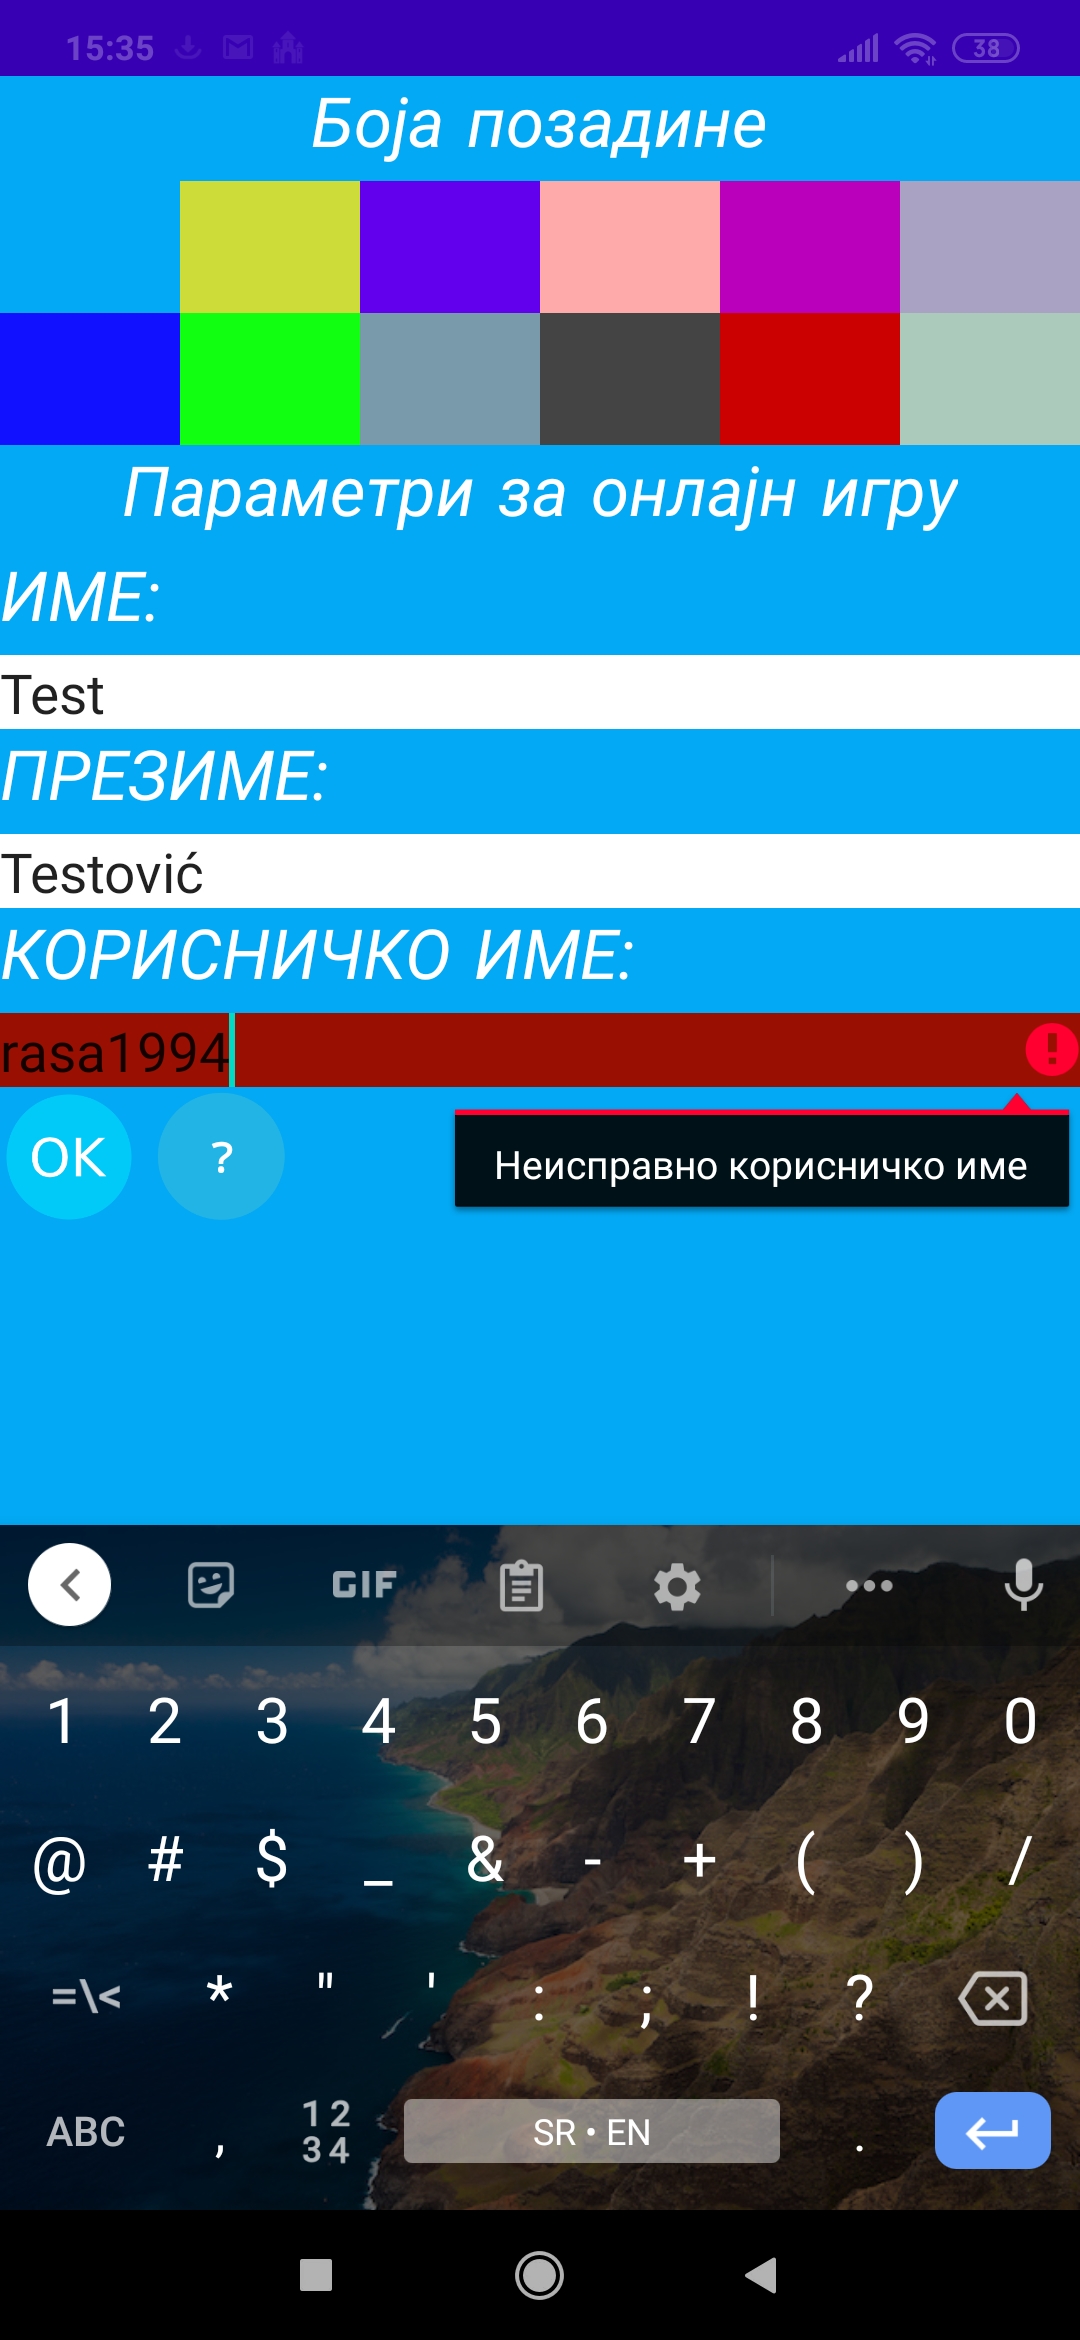 15:35
38
Боја позадине
Параметри за онлајн игру
ИМЕ:
Test
ПРЕЗИМЕ:
Testović
КОРИСНИЧКО ИМЕ:
rasa1994
OK ?
Неисправно корисничко име
GIF
1 2 3 4 5 6 7 8 9 0
@ # $ _ & - + ( ) /
=\< * " ' : ; ! ?
ABC , 12 34 SR • EN .